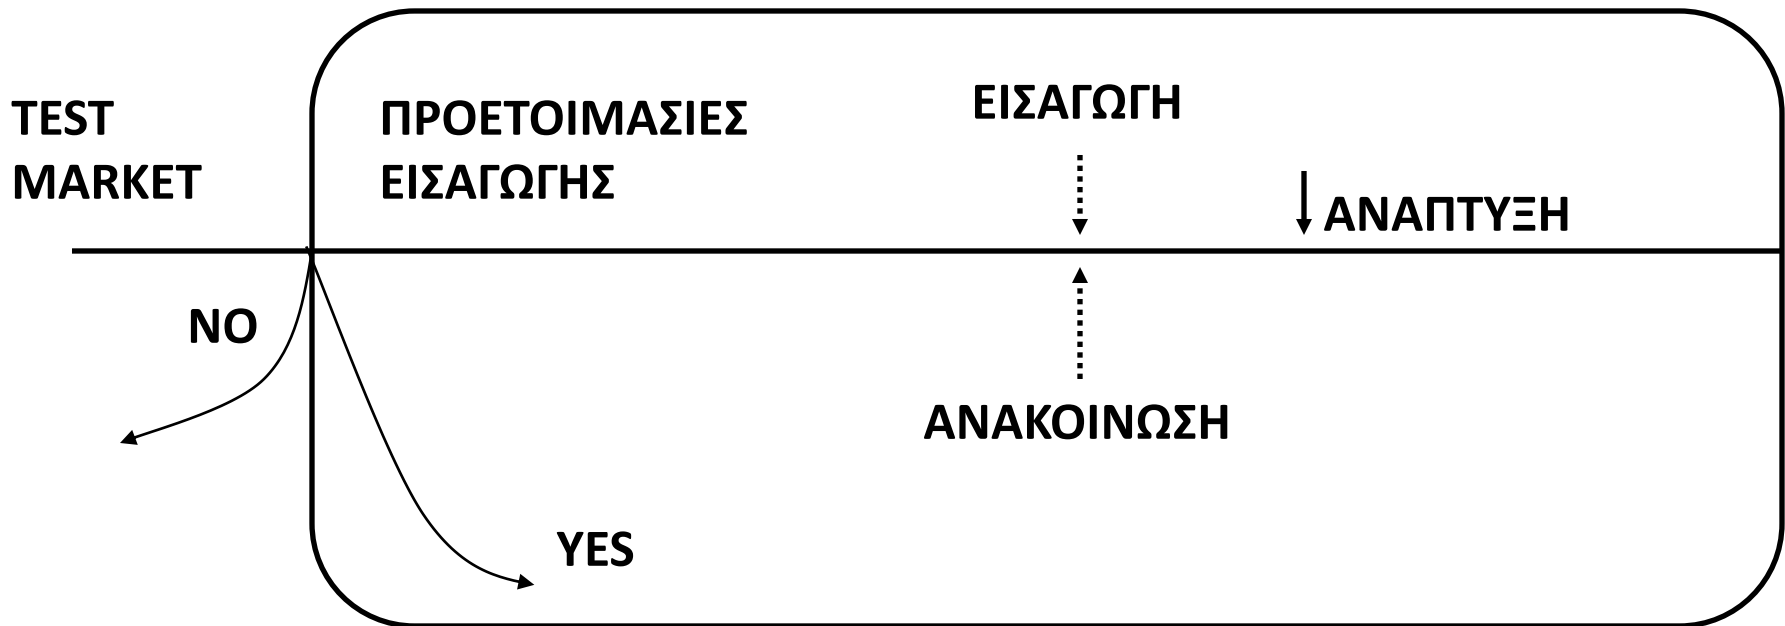 TEST
MARKET
ΠΡΟΕΤΟΙΜΑΣΙΕΣ
ΕΙΣΑΓΩΓΗΣ
ΕΙΣΑΓΩΓΗ
ΑΝΑΠΤΥΞΗ
NO
ΑΝΑΚΟΙΝΩΣΗ
YES